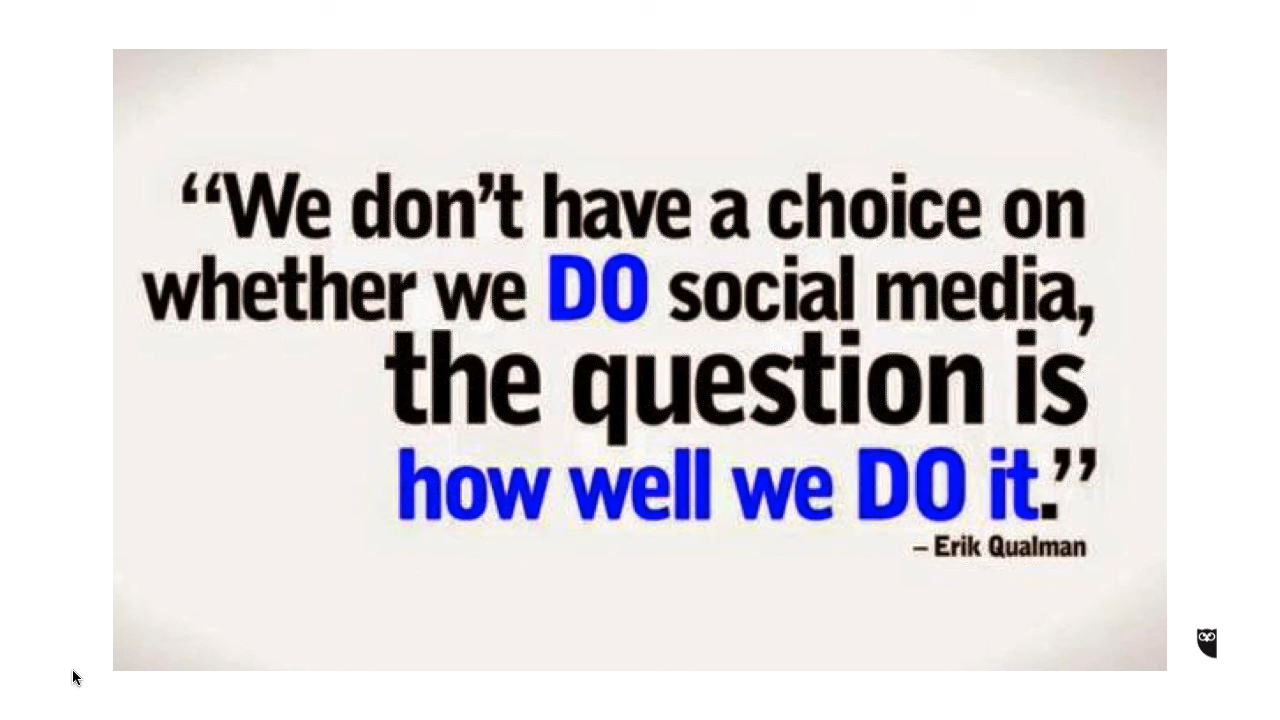 “We don’t have a choice on
whether we DO social media,
the question is
how well we DO it.”
– Erik Qualman